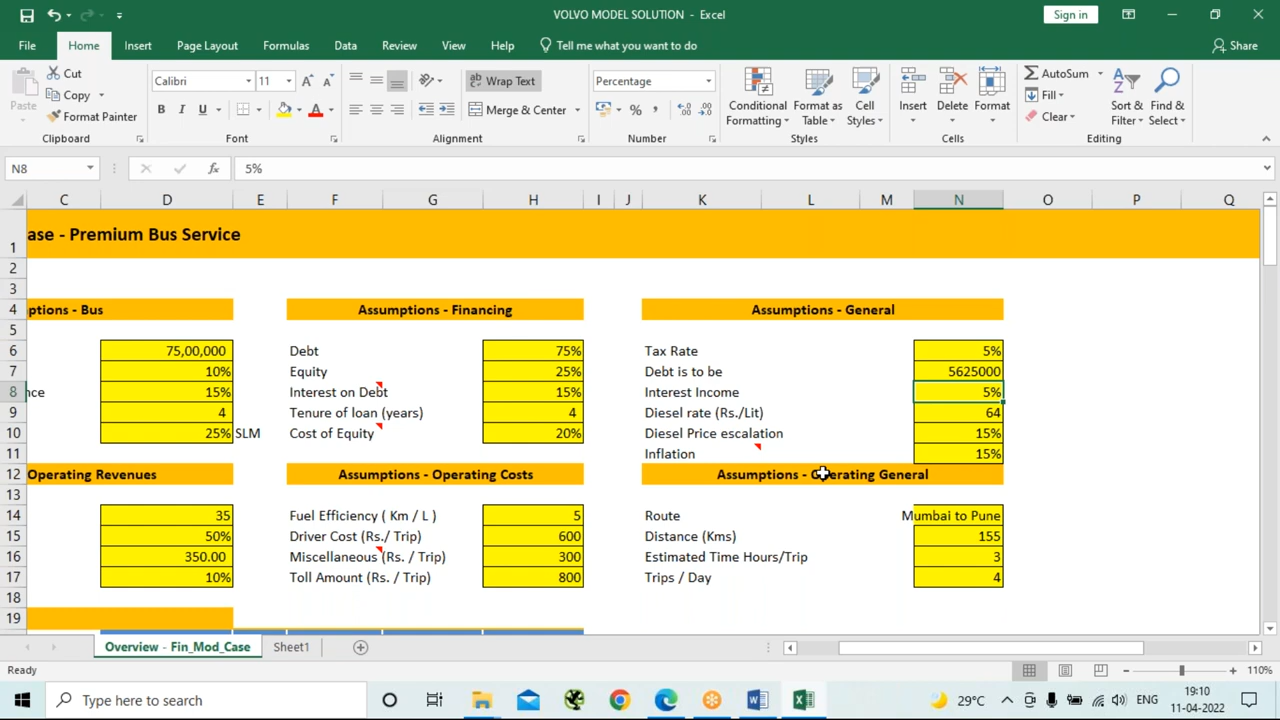 VOLVO MODEL SOLUTION - Excel
Sign in
File Home Insert Page Layout Formulas Data Review View Help Tell me what you want to do Share
Paste Cut Copy Format Painter
Calibri 11 B I U A
Wrap Text Merge & Center
Percentage %
Conditional Formatting Format as Table Cell Styles
Insert Delete Format
AutoSum Fill Clear Sort & Filter Find & Select
Clipboard Font Alignment Number Styles Cells Editing
N8 fx 5%
C D E F G H I J K L M N O P Q
1 ase - Premium Bus Service
2
3
4 ptions - Bus Assumptions - Financing Assumptions - General
5
6 75,00,000 Debt 75% Tax Rate 5%
7 10% Equity 25% Debt is to be 5625000
8 nce 15% Interest on Debt 15% Interest Income 5%
9 4 Tenure of loan (years) 4 Diesel rate (Rs./Lit) 64
10 25% SLM Cost of Equity 20% Diesel Price escalation 15%
11 Inflation 15%
12 Operating Revenues Assumptions - Operating Costs Assumptions - Operating General
13
14 35 Fuel Efficiency ( Km / L ) 5 Route Mumbai to Pune
15 50% Driver Cost (Rs./ Trip) 600 Distance (Kms) 155
16 350.00 Miscellaneous (Rs. / Trip) 300 Estimated Time Hours/Trip 3
17 10% Toll Amount (Rs. / Trip) 800 Trips / Day 4
18
19
Overview - Fin_Mod_Case Sheet1
Ready 110%
Type here to search 29°C ENG 19:10
11-04-2022